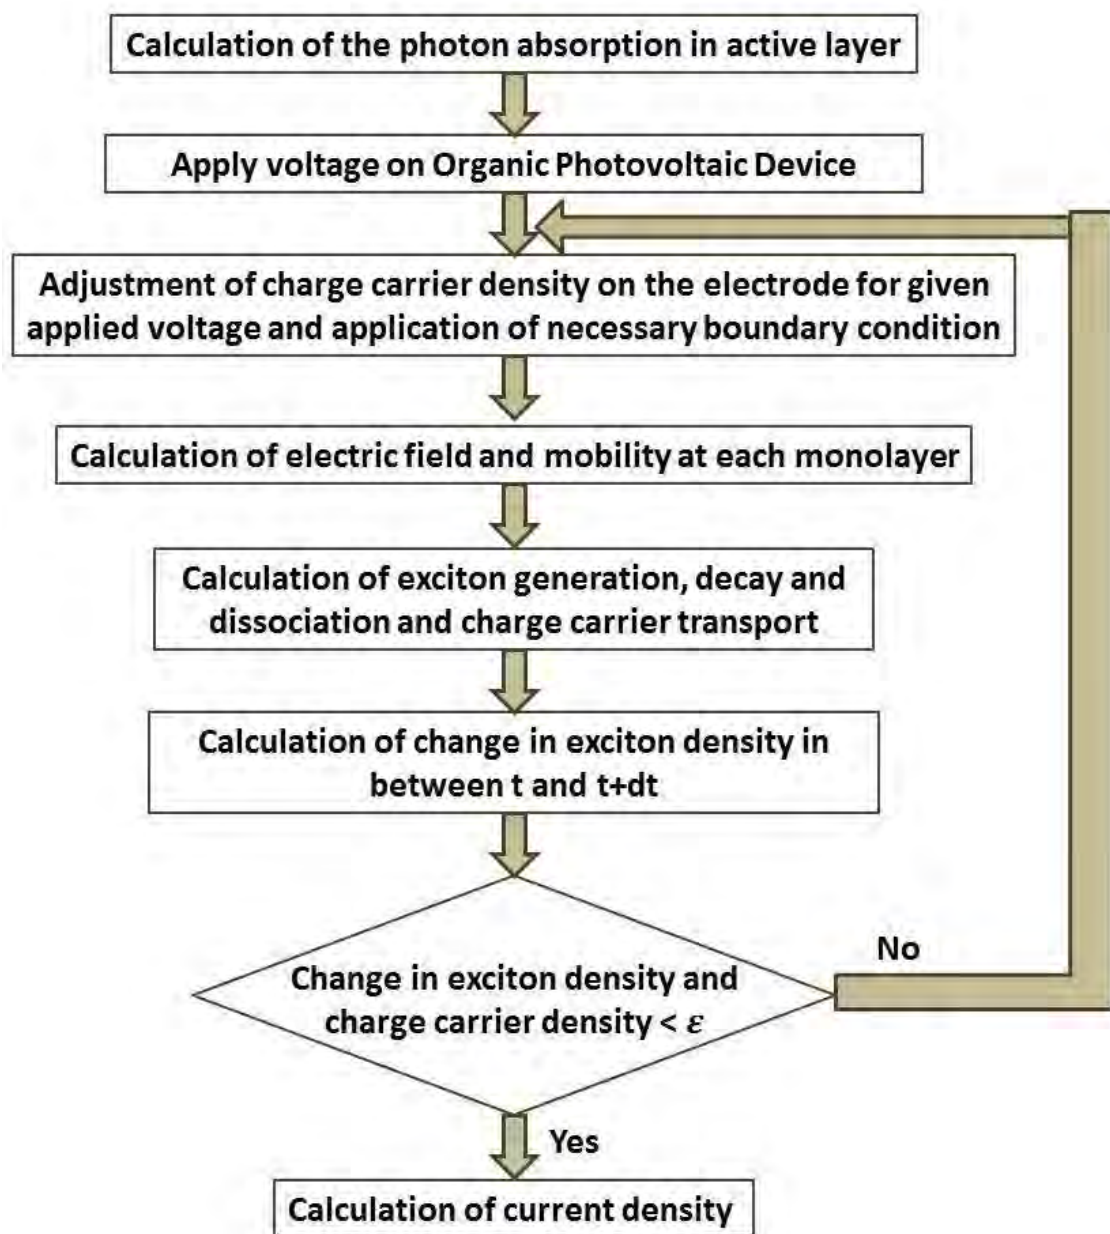 Calculation of the photon absorption in active layer
Apply voltage on Organic Photovoltaic Device
Adjustment of charge carrier density on the electrode for given
applied voltage and application of necessary boundary condition
Calculation of electric field and mobility at each monolayer
Calculation of exciton generation, decay and
dissociation and charge carrier transport
Calculation of change in exciton density in
between t and t+dt
Change in exciton density and
charge carrier density < ε
No
Yes
Calculation of current density